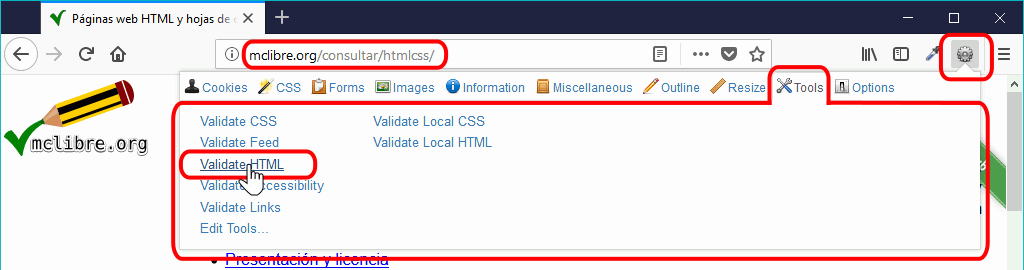 Páginas web HTML y hojas de
mclibre.org/consultar/htmlcss/
Cookies CSS Forms Images Information Miscellaneous Outline Resize Tools Options
mclibre.org
Validate CSS Validate Local CSS
Validate Feed Validate Local HTML
Validate HTML
Validate Accessibility
Validate Links
Edit Tools...
Presentación y licencia